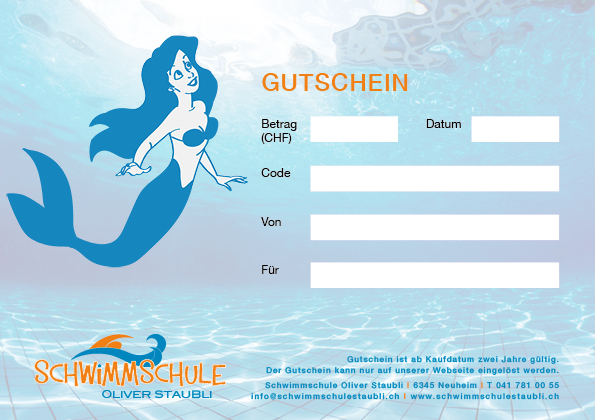 GUTSCHEIN
Betrag
(CHF)
Datum
Code
Von
Für
SCHWiMMSCHULE
OLIVER STAUBLI
Gutschein ist ab Kaufdatum zwei Jahre gültig.
Der Gutschein kann nur auf unserer Webseite eingelöst werden.
Schwimmschule Oliver Staubli | 6345 Neuheim | T 041 781 00 55
info@schwimmschulestaubli.ch | www.schwimmschulestaubli.ch